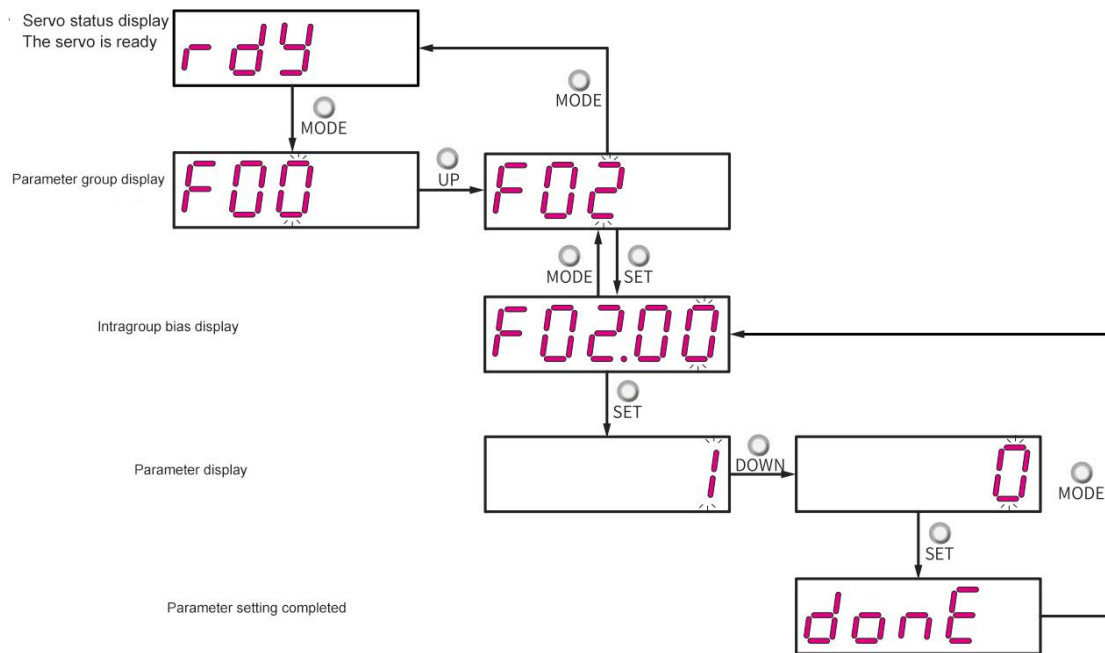 Servo status display
The servo is ready
rdy
MODE
MODE
Parameter group display
F00
UP
F02
MODE
SET
Intragroup bias display
F02.00
SET
Parameter display
1
DOWN
0
MODE
SET
Parameter setting completed
donE